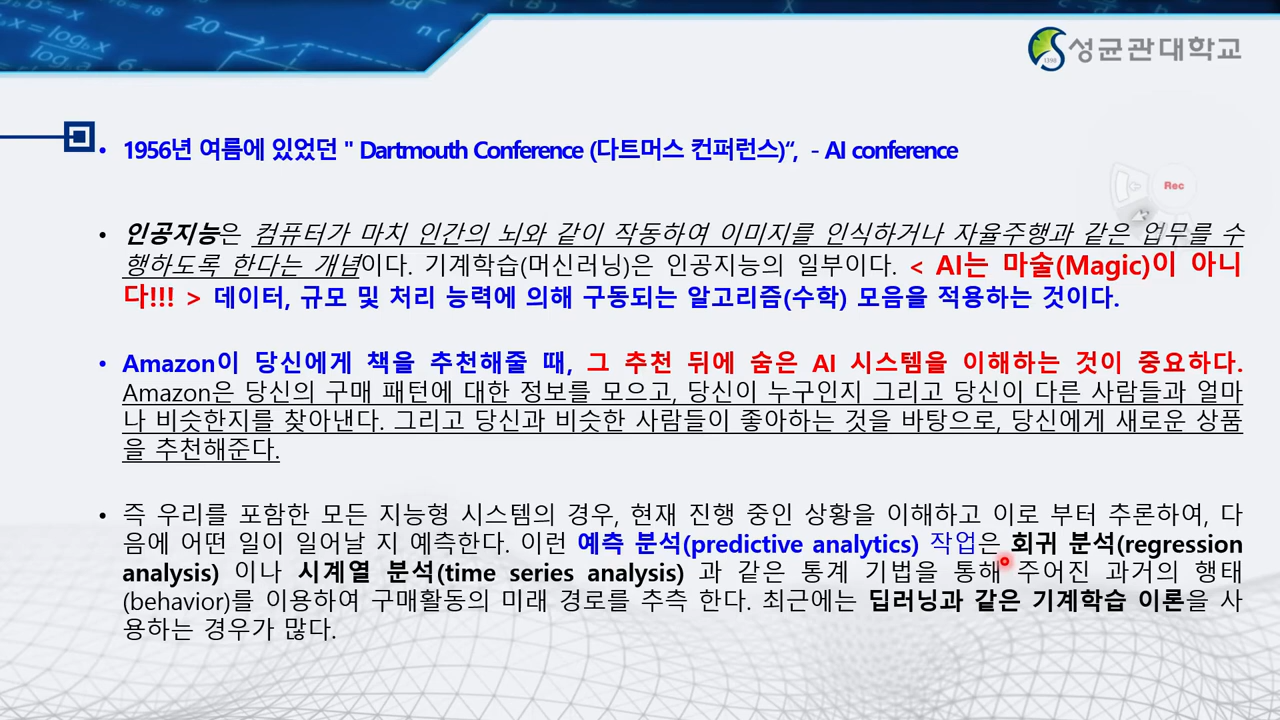 성균관대학교
1398
Rec
• 1956년 여름에 있었던 " Dartmouth Conference (다트머스 컨퍼런스)“, - AI conference
• 인공지능은 컴퓨터가 마치 인간의 뇌와 같이 작동하여 이미지를 인식하거나 자율주행과 같은 업무를 수
행하도록 한다는 개념이다. 기계학습(머신러닝)은 인공지능의 일부이다. < AI는 마술(Magic)이 아니
다!!! > 데이터, 규모 및 처리 능력에 의해 구동되는 알고리즘(수학) 모음을 적용하는 것이다.
• Amazon이 당신에게 책을 추천해줄 때, 그 추천 뒤에 숨은 AI 시스템을 이해하는 것이 중요하다.
Amazon은 당신의 구매 패턴에 대한 정보를 모으고, 당신이 누구인지 그리고 당신이 다른 사람들과 얼마
나 비슷한지를 찾아낸다. 그리고 당신과 비슷한 사람들이 좋아하는 것을 바탕으로, 당신에게 새로운 상품
을 추천해준다.
• 즉 우리를 포함한 모든 지능형 시스템의 경우, 현재 진행 중인 상황을 이해하고 이로 부터 추론하여, 다
음에 어떤 일이 일어날 지 예측한다. 이런 예측 분석(predictive analytics) 작업은 회귀 분석(regression
analysis) 이나 시계열 분석(time series analysis) 과 같은 통계 기법을 통해 주어진 과거의 행태
(behavior)를 이용하여 구매활동의 미래 경로를 추측 한다. 최근에는 딥러닝과 같은 기계학습 이론을 사
용하는 경우가 많다.